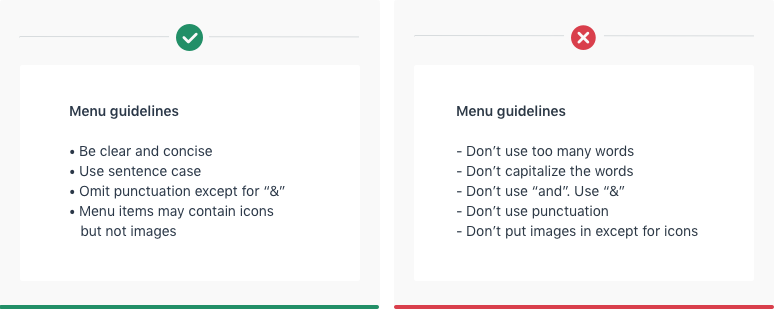 Menu guidelines
• Be clear and concise
• Use sentence case
• Omit punctuation except for “&”
• Menu items may contain icons
but not images
Menu guidelines
- Don’t use too many words
- Don’t capitalize the words
- Don’t use “and”. Use “&”
- Don’t use punctuation
- Don’t put images in except for icons